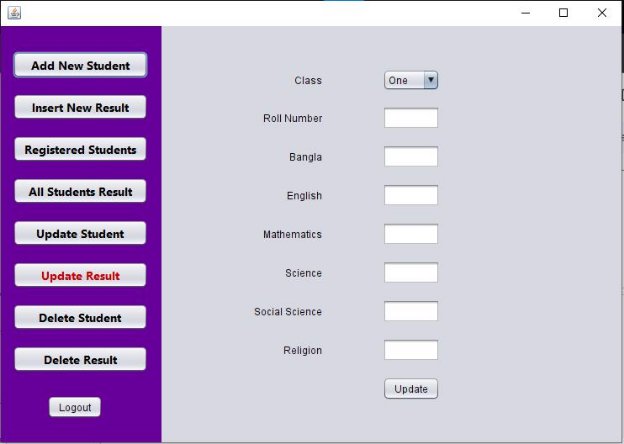 Add New Student
Insert New Result
Registered Students
All Students Result
Update Student
Update Result
Delete Student
Delete Result
Logout
Class One
Roll Number
Bangla
English
Mathematics
Science
Social Science
Religion
Update